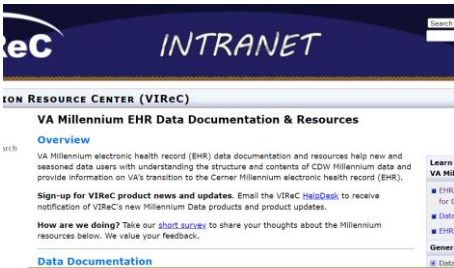 ReC
INTRANET
Search
ION RESOURCE CENTER (VIReC)
VA Millennium EHR Data Documentation & Resources
arch
Overview
VA Millennium electronic health record (EHR) data documentation and resources help new and
seasoned data users with understanding the structure and contents of CDW Millennium data and
provide information on VA's transition to the Cerner Millennium electronic health record (EHR).
Learn
VA Mil
Sign-up for VIReC product news and updates. Email the VIReC HelpDesk to receive
notification of VIReC's new Millennium Data products and product updates.
EHR
for D
Data
How are we doing? Take our short survey to share your thoughts about the Millennium
resources below. We value your feedback.
EHR
Gener
Data Documentation
Data